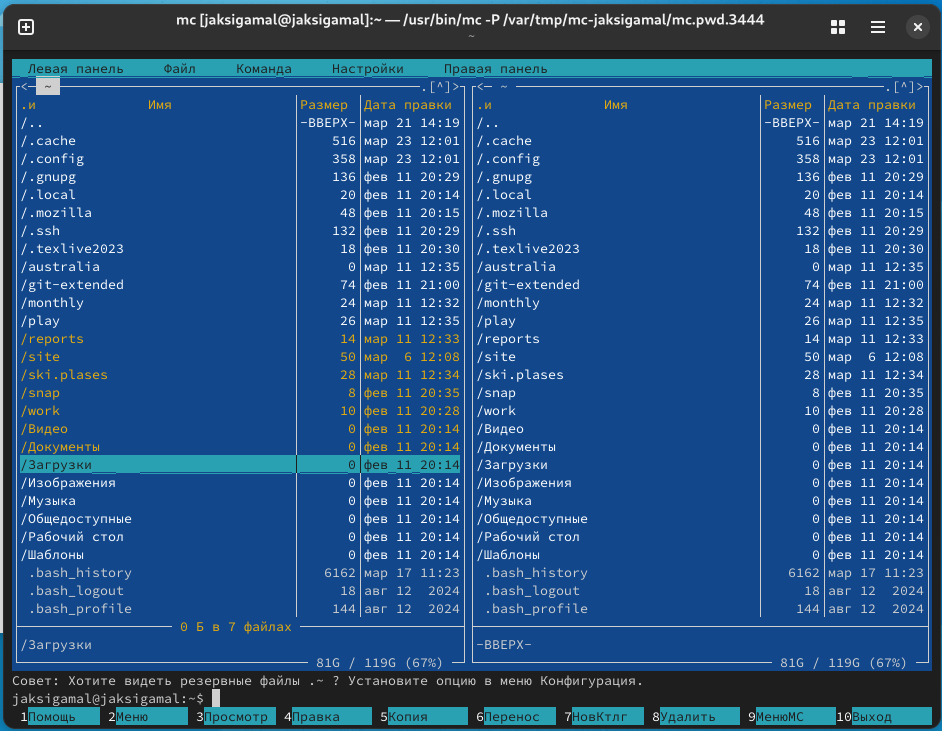 mc [jaksigamal@jaksigamal]:~ — /usr/bin/mc -P /var/tmp/mc-jaksigamal/mc.pwd.3444
~
Левая панель Файл Команда Настройки Правая панель
<─ ~ .[^]> <─ ~ .[^]>
.и Имя Размер Дата правки .и Имя Размер Дата правки
/.. -ВВЕРХ- мар 21 14:19 /.. -ВВЕРХ- мар 21 14:19
/.cache 516 мар 23 12:01 /.cache 516 мар 23 12:01
/.config 358 мар 23 12:01 /.config 358 мар 23 12:01
/.gnupg 136 фев 11 20:29 /.gnupg 136 фев 11 20:29
/.local 20 фев 11 20:14 /.local 20 фев 11 20:14
/.mozilla 48 фев 11 20:15 /.mozilla 48 фев 11 20:15
/.ssh 132 фев 11 20:29 /.ssh 132 фев 11 20:29
/.texlive2023 18 фев 11 20:30 /.texlive2023 18 фев 11 20:30
/australia 0 мар 11 12:35 /australia 0 мар 11 12:35
/git-extended 74 фев 11 21:00 /git-extended 74 фев 11 21:00
/monthly 24 мар 11 12:32 /monthly 24 мар 11 12:32
/play 26 мар 11 12:35 /play 26 мар 11 12:35
/reports 14 мар 11 12:33 /reports 14 мар 11 12:33
/site 50 мар 6 12:08 /site 50 мар 6 12:08
/ski.plases 28 мар 11 12:34 /ski.plases 28 мар 11 12:34
/snap 8 фев 11 20:35 /snap 8 фев 11 20:35
/work 10 фев 11 20:28 /work 10 фев 11 20:28
/Видео 0 фев 11 20:14 /Видео 0 фев 11 20:14
/Документы 0 фев 11 20:14 /Документы 0 фев 11 20:14
/Загрузки 0 фев 11 20:14 /Загрузки 0 фев 11 20:14
/Изображения 0 фев 11 20:14 /Изображения 0 фев 11 20:14
/Музыка 0 фев 11 20:14 /Музыка 0 фев 11 20:14
/Общедоступные 0 фев 11 20:14 /Общедоступные 0 фев 11 20:14
/Рабочий стол 0 фев 11 20:14 /Рабочий стол 0 фев 11 20:14
/Шаблоны 0 фев 11 20:14 /Шаблоны 0 фев 11 20:14
.bash_history 6162 мар 17 11:23 .bash_history 6162 мар 17 11:23
.bash_logout 18 авг 12 2024 .bash_logout 18 авг 12 2024
.bash_profile 144 авг 12 2024 .bash_profile 144 авг 12 2024
0 Б в 7 файлах
/Загрузки -ВВЕРХ-
81G / 119G (67%) 81G / 119G (67%)
Совет: Хотите видеть резервные файлы .~ ? Установите опцию в меню Конфигурация.
jaksigamal@jaksigamal:~$
1Помощь 2Меню 3Просмотр 4Правка 5Копия 6Перенос 7НовКтлг 8Удалить 9МенюМС 10Выход